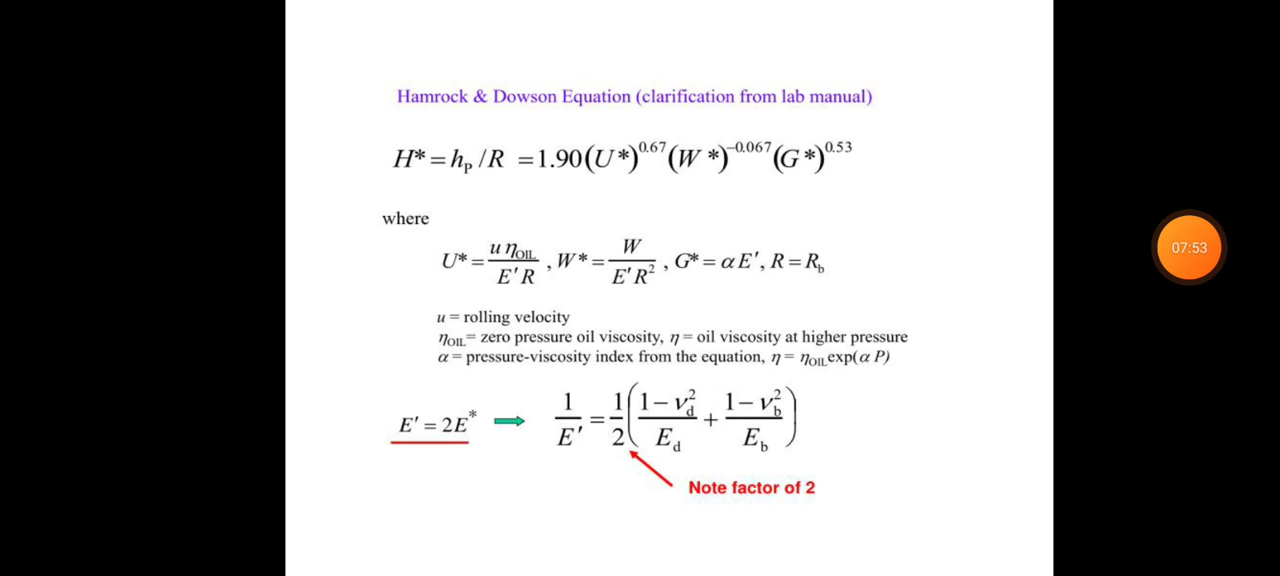 Hamrock & Dowson Equation (clarification from lab manual)
H* = hₚ /R = 1.90(U*)^0.67 (W *)^−0.067 (G*)^0.53
where
U* = u η_OIL / E′R , W* = W / E′R² , G* = α E′, R = R_b
u = rolling velocity
η_OIL = zero pressure oil viscosity, η = oil viscosity at higher pressure
α = pressure-viscosity index from the equation, η = η_OIL exp(α P)
E′ = 2E* ⇒ 1/E′ = 1/2 ( (1− ν_d²)/E_d + (1− ν_b²)/E_b )
Note factor of 2
07:53